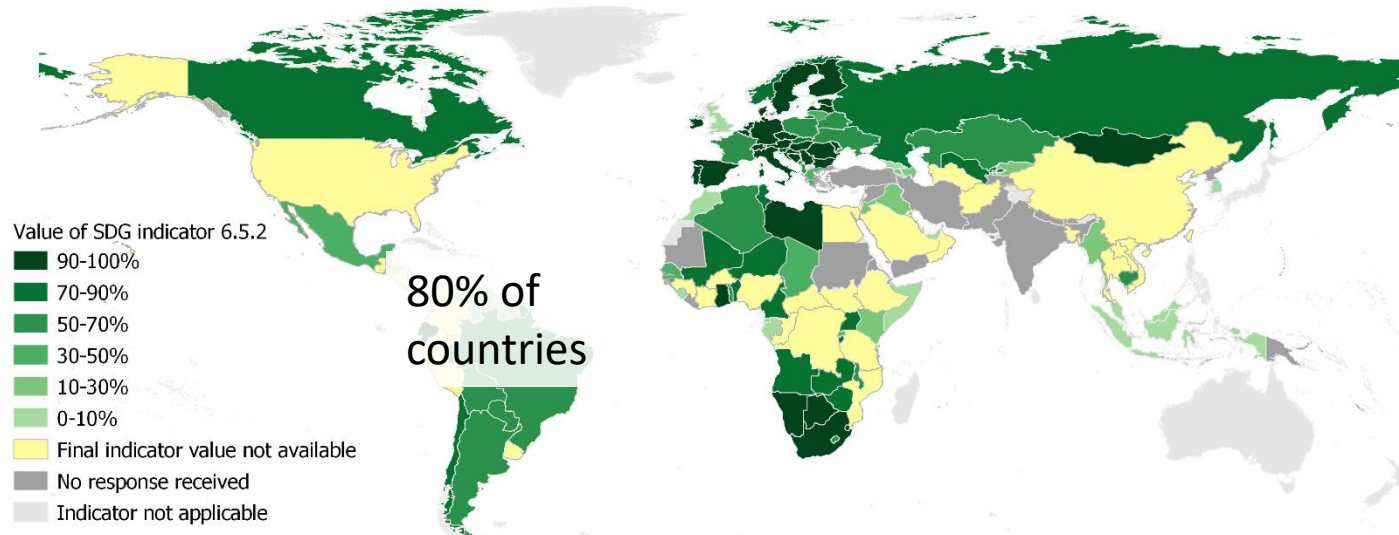 80% of
countries
Value of SDG indicator 6.5.2
90-100%
70-90%
50-70%
30-50%
10-30%
0-10%
Final indicator value not available
No response received
Indicator not applicable